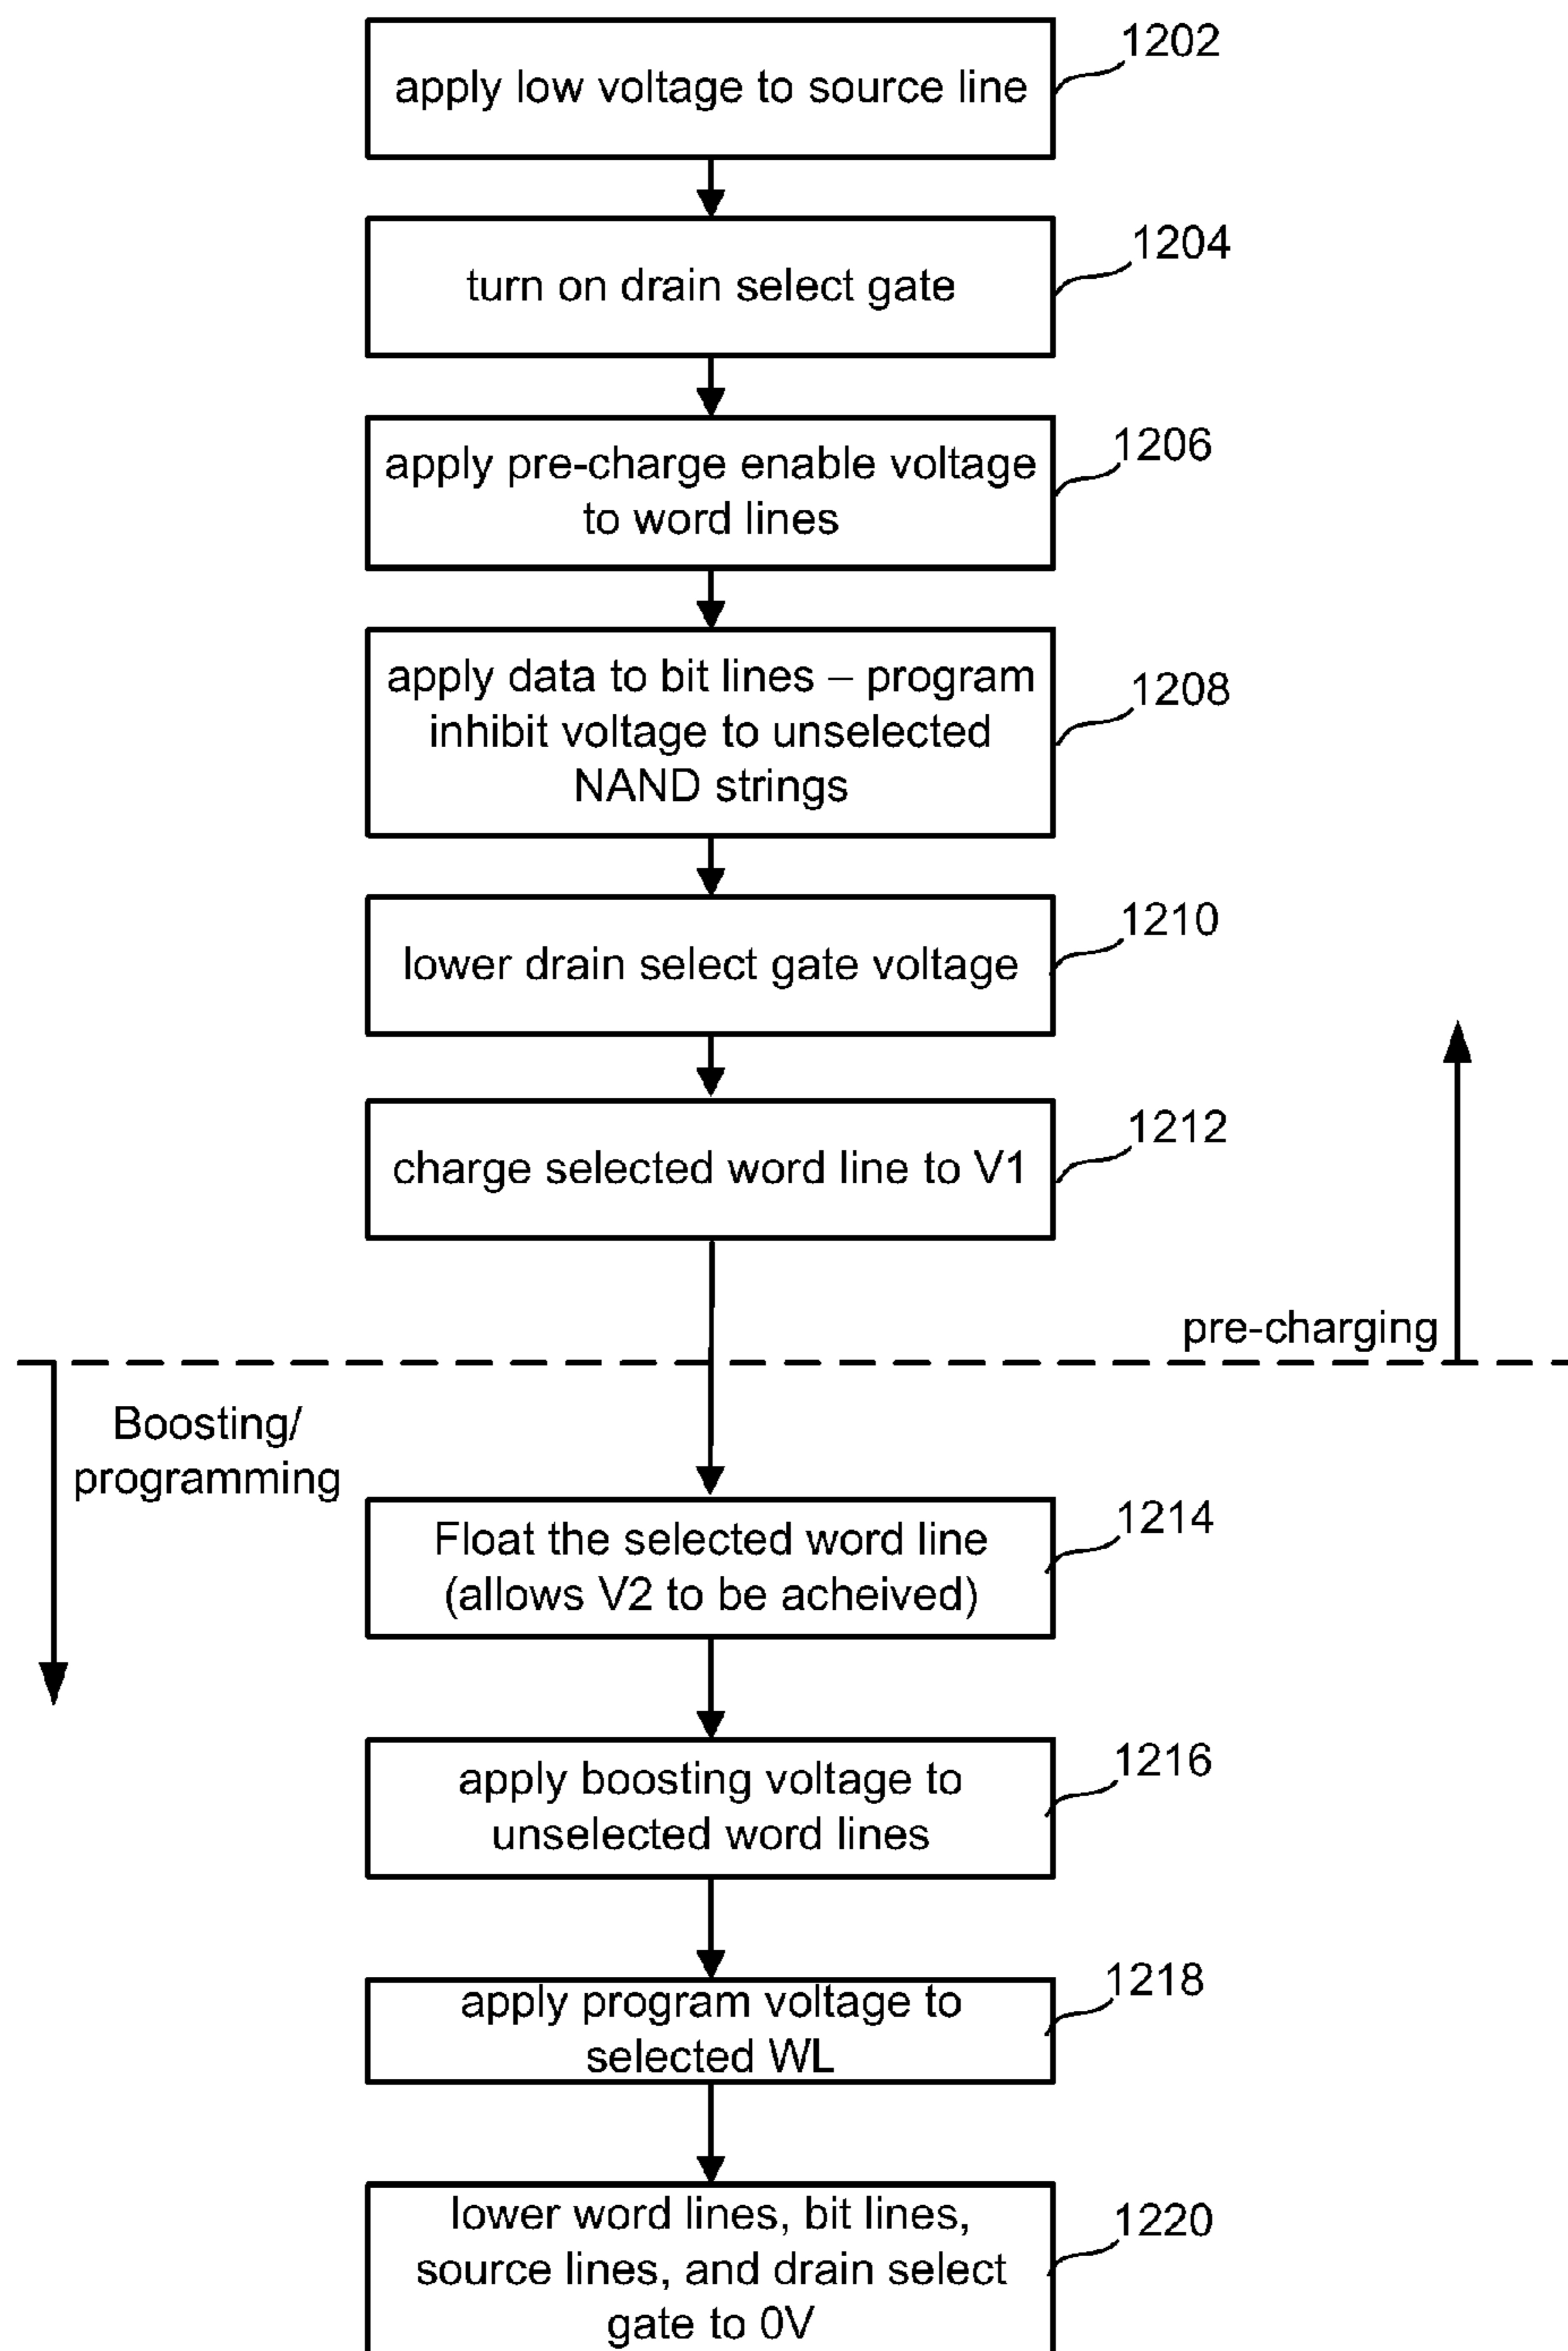 1202
apply low voltage to source line
1204
turn on drain select gate
1206
apply pre-charge enable voltage
to word lines
1208
apply data to bit lines – program
inhibit voltage to unselected
NAND strings
1210
lower drain select gate voltage
1212
charge selected word line to V1
pre-charging
Boosting/
programming
1214
Float the selected word line
(allows V2 to be acheived)
1216
apply boosting voltage to
unselected word lines
1218
apply program voltage to
selected WL
1220
lower word lines, bit lines,
source lines, and drain select
gate to 0V